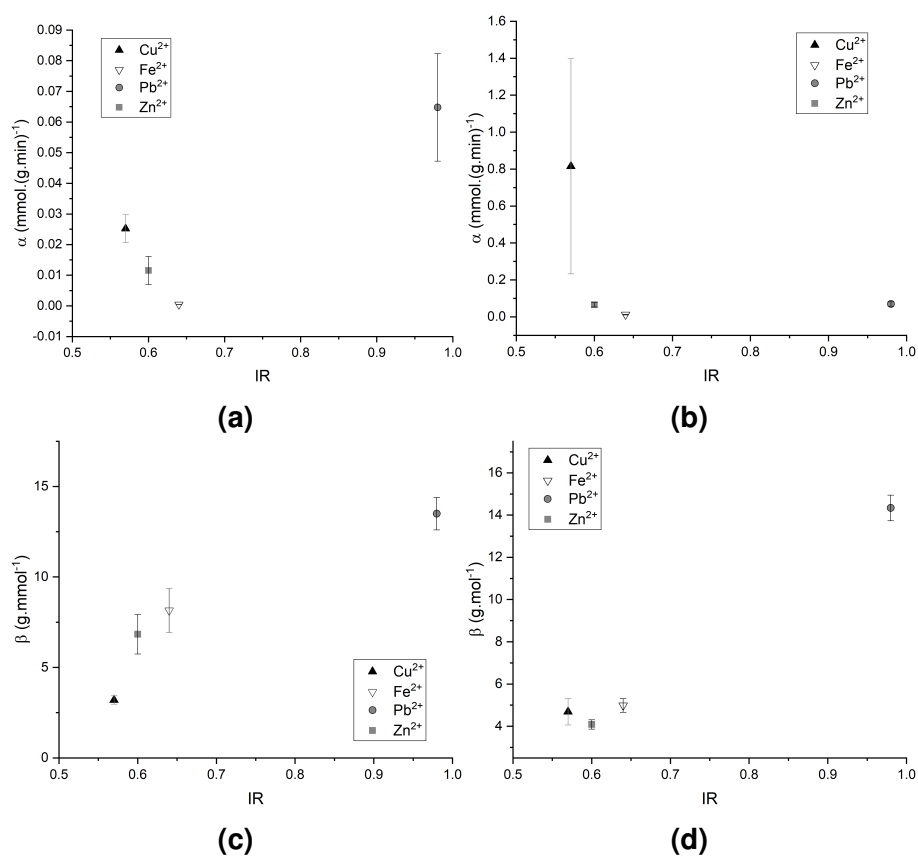 α (mmol.(g.min)⁻¹)
0.09
0.08
0.07
0.06
0.05
0.04
0.03
0.02
0.01
0.00
-0.01
Cu²⁺
Fe²⁺
Pb²⁺
Zn²⁺
0.5 0.6 0.7 0.8 0.9 1.0
IR
(a)
α (mmol.(g.min)⁻¹)
1.6
1.4
1.2
1.0
0.8
0.6
0.4
0.2
0.0
Cu²⁺
Fe²⁺
Pb²⁺
Zn²⁺
0.5 0.6 0.7 0.8 0.9 1.0
IR
(b)
β (g.mmol⁻¹)
15
10
5
0
Cu²⁺
Fe²⁺
Pb²⁺
Zn²⁺
0.5 0.6 0.7 0.8 0.9 1.0
IR
(c)
β (g.mol⁻¹)
16
14
12
10
8
6
4
Cu²⁺
Fe²⁺
Pb²⁺
Zn²⁺
0.5 0.6 0.7 0.8 0.9 1.0
IR
(d)